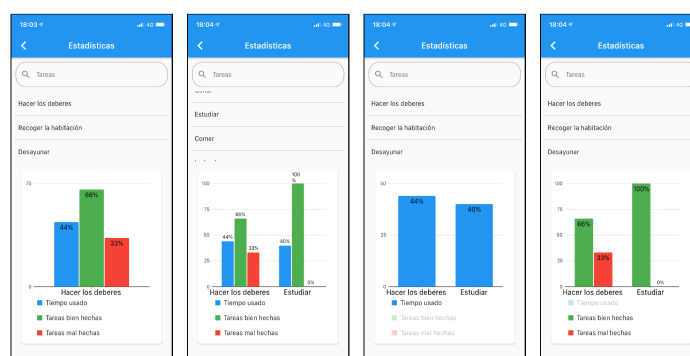 18:03
4G
Estadísticas
Tareas
Hacer los deberes
Recoger la habitación
Desayunar
70
66%
44%
33%
0
Hacer los deberes
Tiempo usado
Tareas bien hechas
Tareas mal hechas
18:04
4G
Estadísticas
Tareas
Estudiar
Comer
100
75
50
25
0
44%
66%
33%
40%
100
%
0%
Hacer los deberes Estudiar
Tiempo usado
Tareas bien hechas
Tareas mal hechas
18:04
4G
Estadísticas
Tareas
Hacer los deberes
Recoger la habitación
Desayunar
50
25
0
44%
40%
Hacer los deberes Estudiar
Tiempo usado
Tareas bien hechas
Tareas mal hechas
18:04
4G
Estadísticas
Tareas
Hacer los deberes
Recoger la habitación
Desayunar
100
75
50
25
0
66%
33%
100%
0%
Hacer los deberes Estudiar
Tiempo usado
Tareas bien hechas
Tareas mal hechas